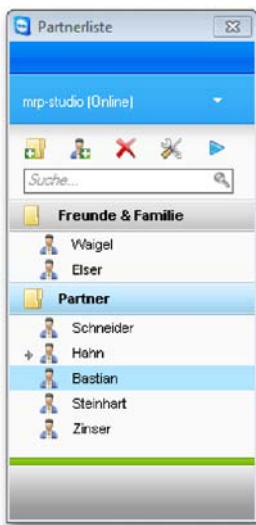 Partnerliste
mrp-studio (Online)
Suche...
Freunde & Familie
Waigel
Elser
Partner
Schneider
Hahn
Bastian
Steinhart
Zinser